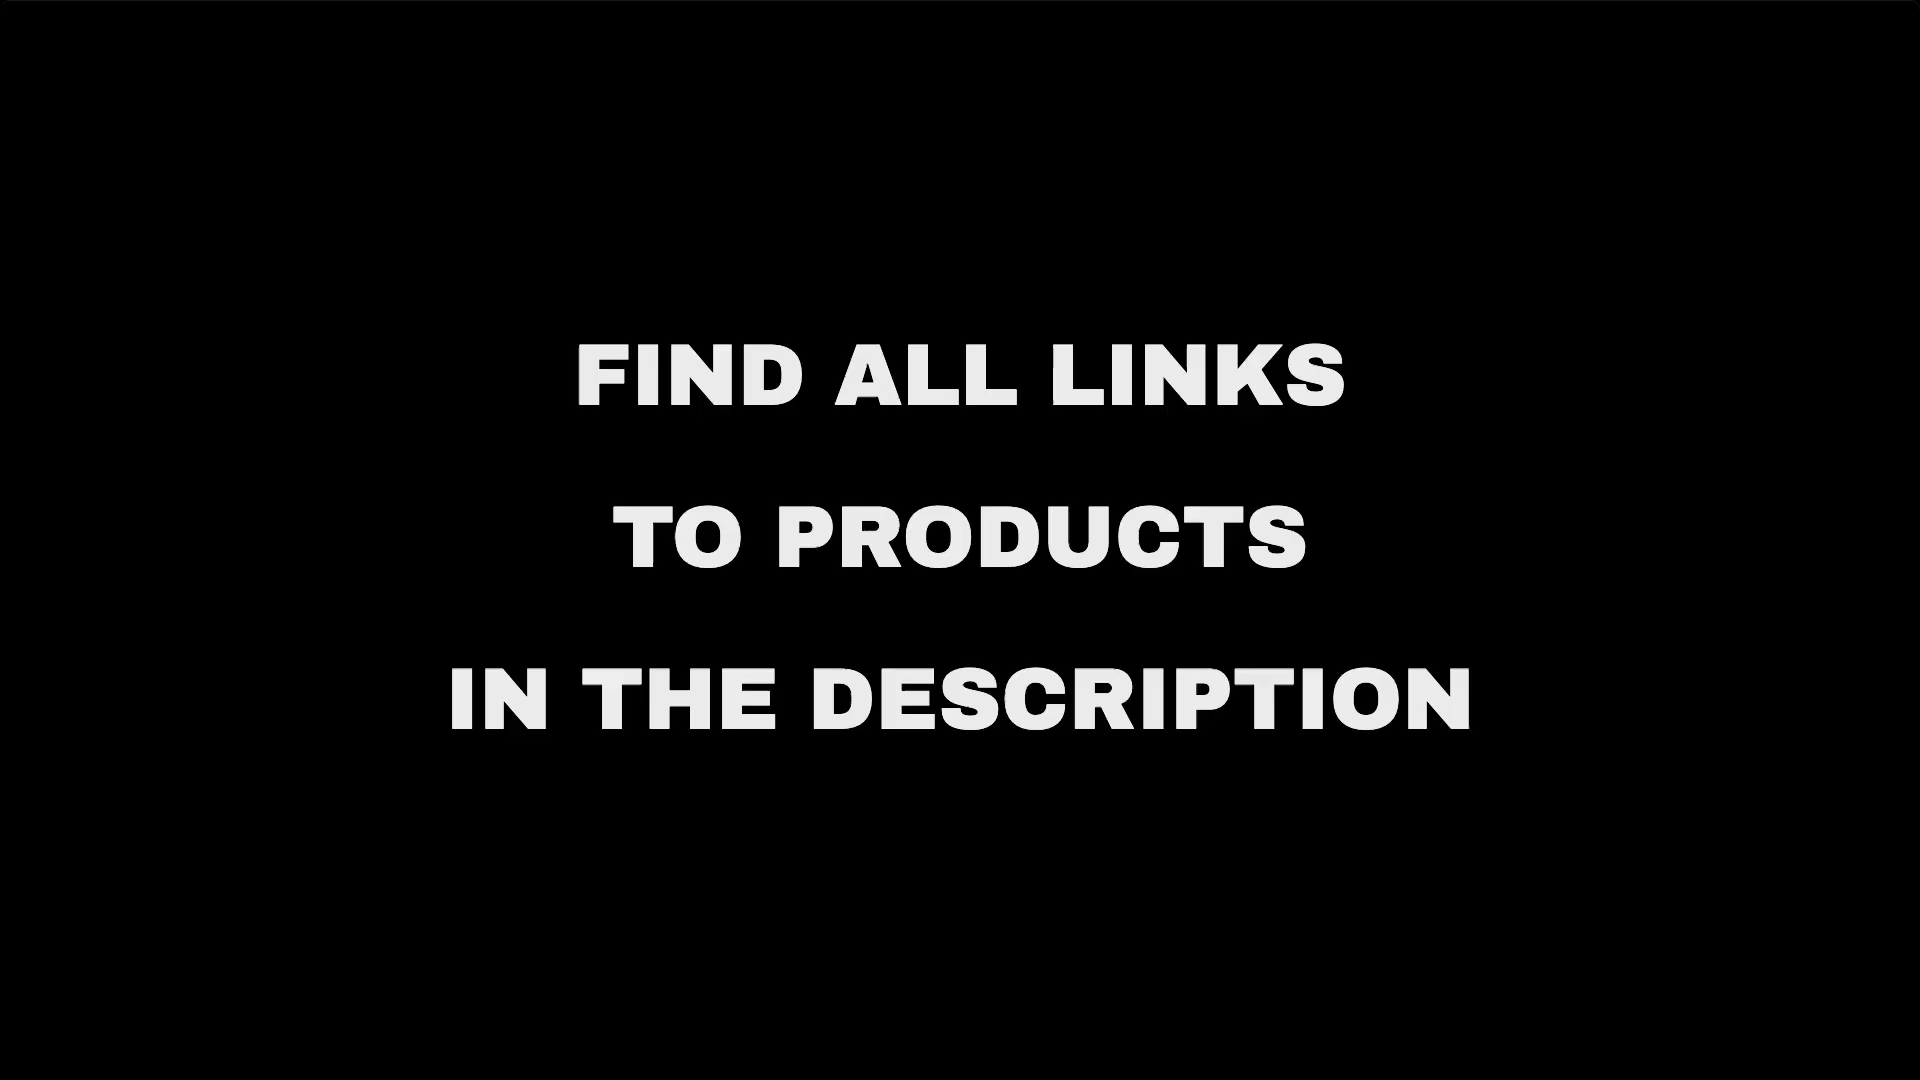 FIND ALL LINKS
TO PRODUCTS
IN THE DESCRIPTION